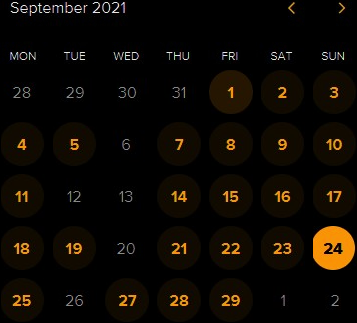 September 2021
MON TUE WED THU FRI SAT SUN
28 29 30 31 1 2 3
4 5 6 7 8 9 10
11 12 13 14 15 16 17
18 19 20 21 22 23 24
25 26 27 28 29 1 2